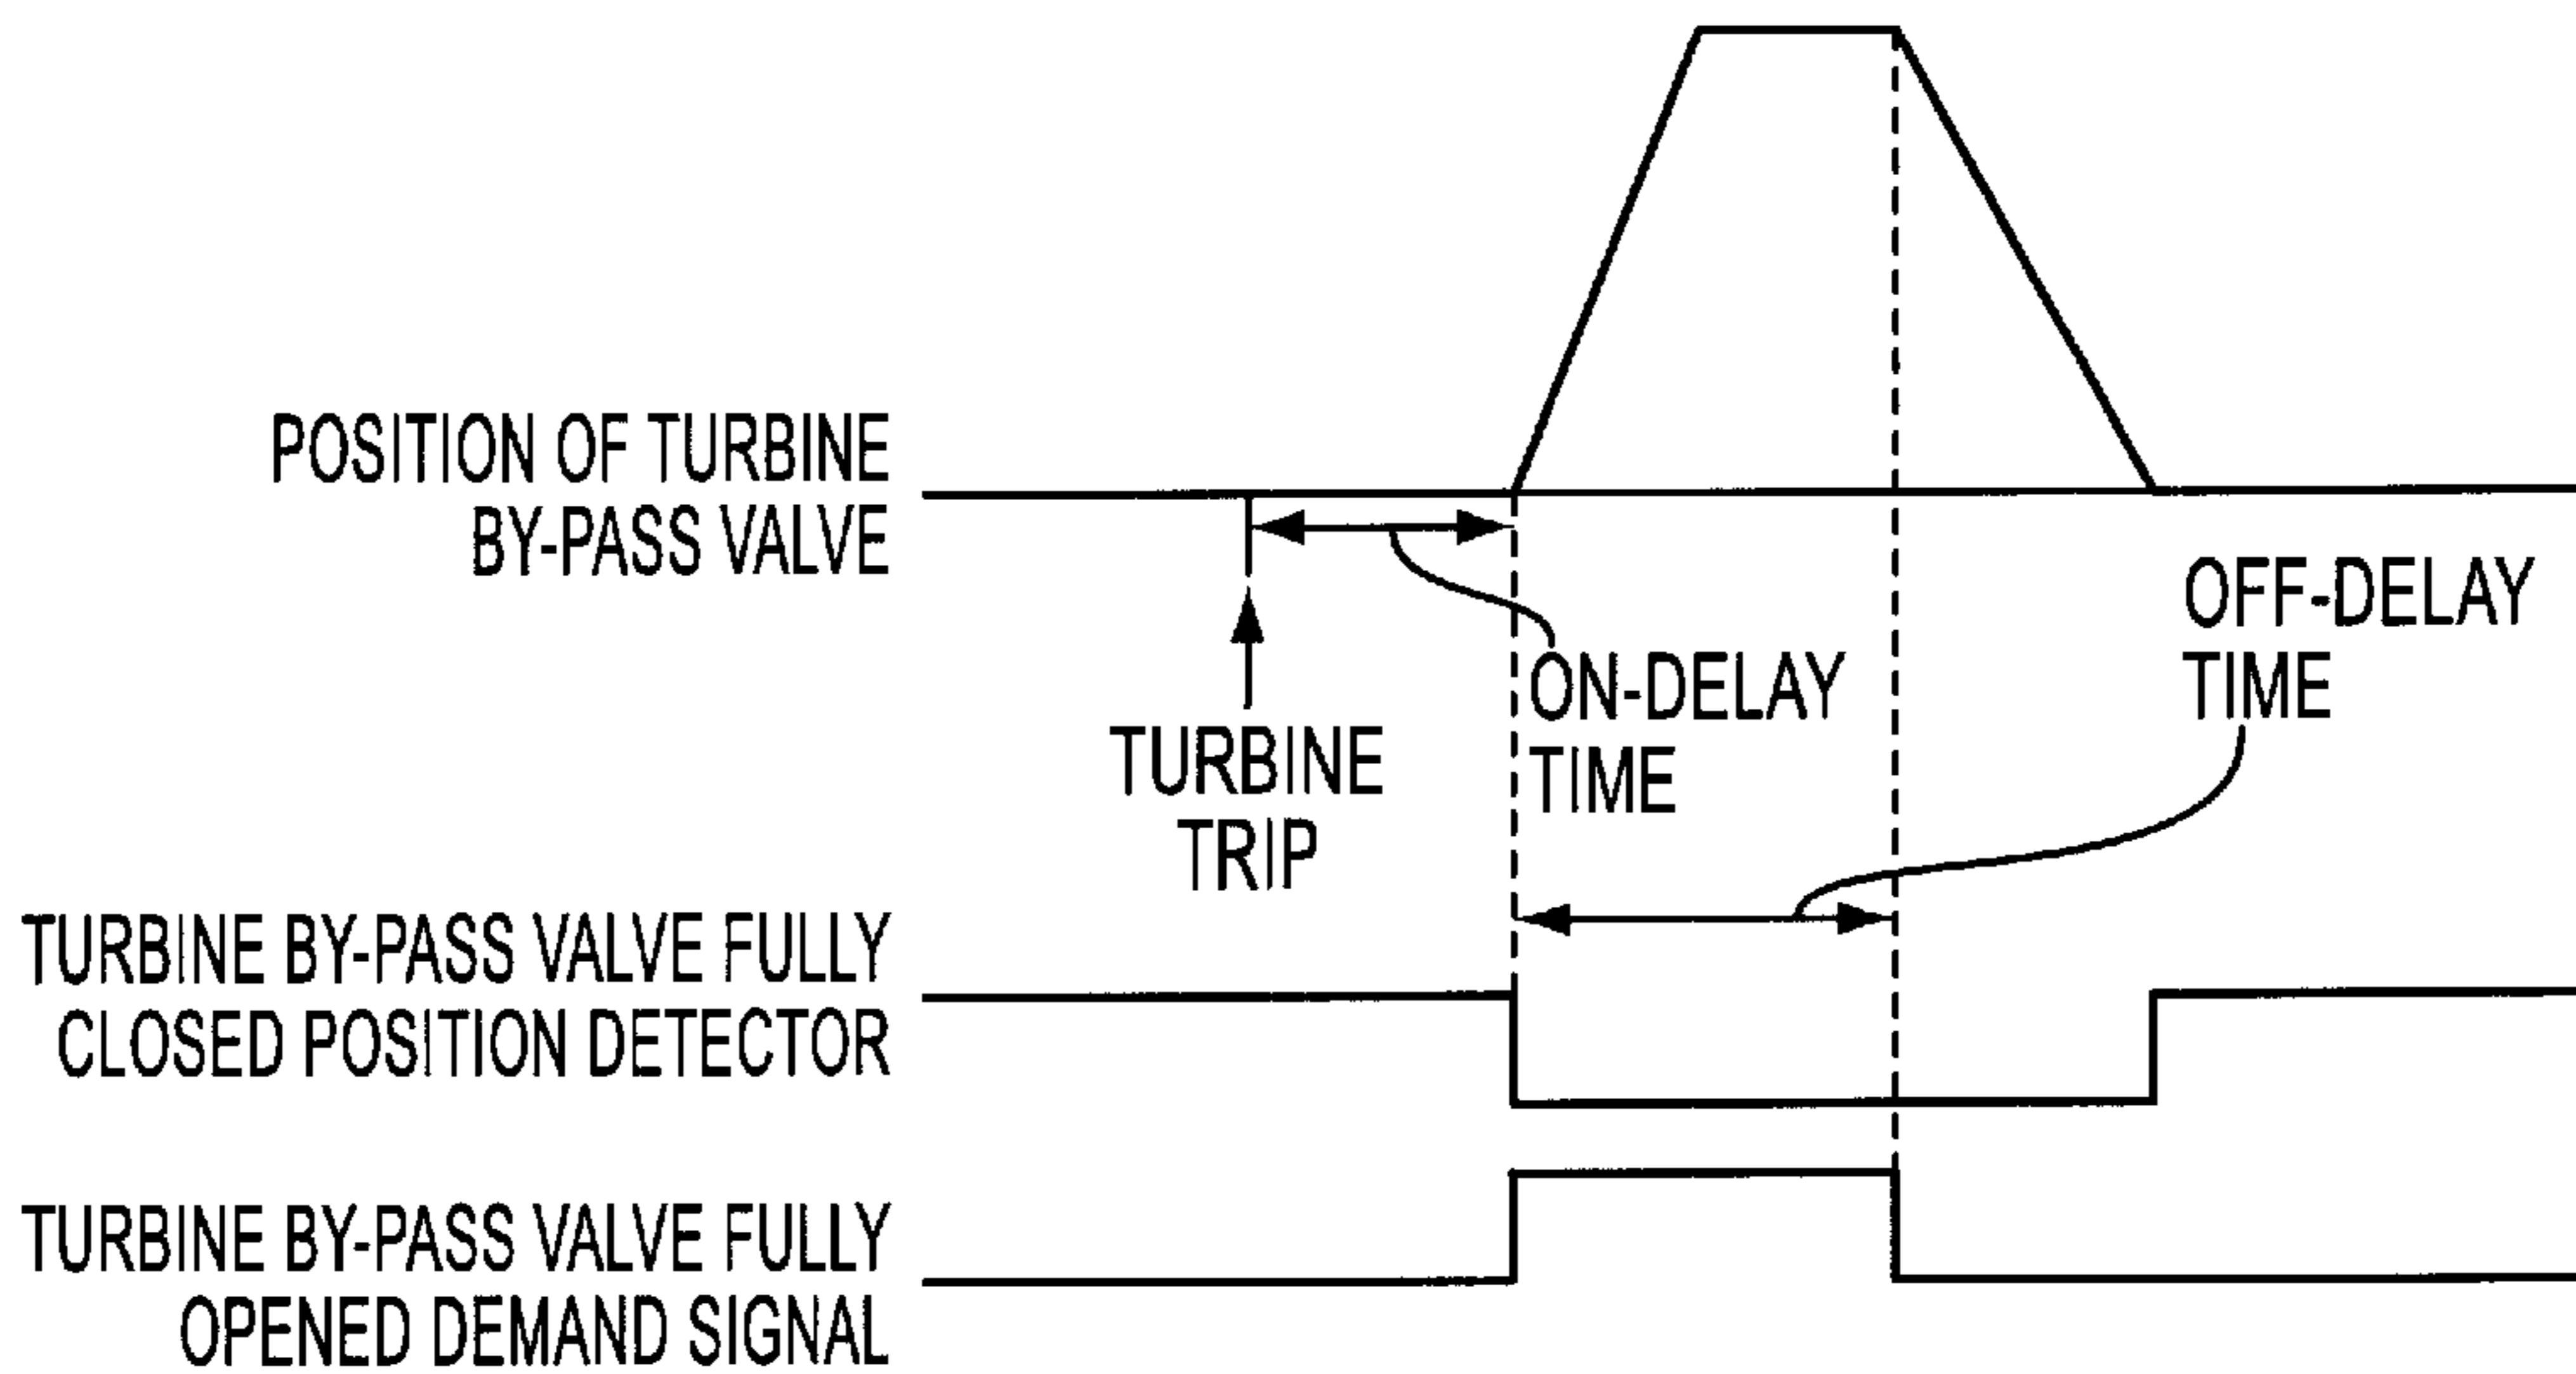 POSITION OF TURBINE
BY-PASS VALVE
TURBINE
TRIP
ON-DELAY
TIME
OFF-DELAY
TIME
TURBINE BY-PASS VALVE FULLY
CLOSED POSITION DETECTOR
TURBINE BY-PASS VALVE FULLY
OPENED DEMAND SIGNAL